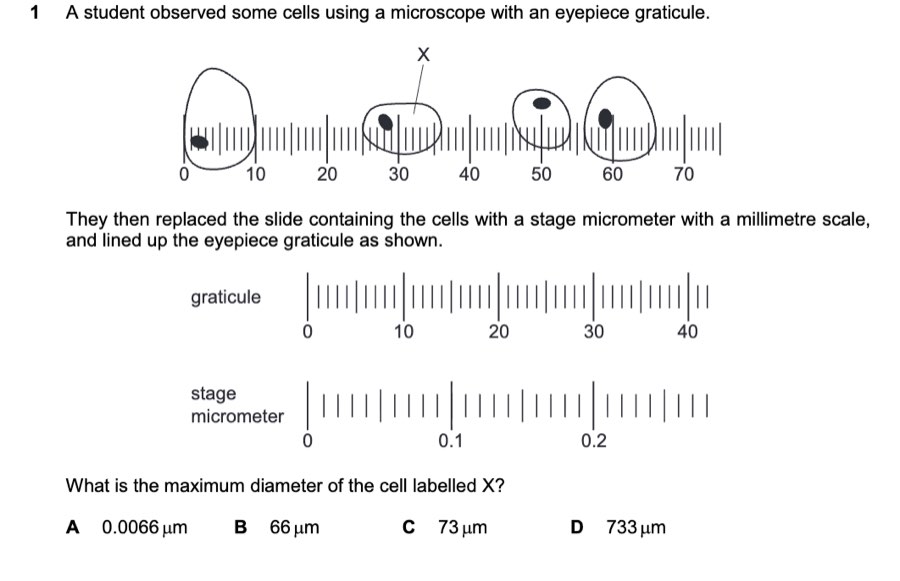 1 A student observed some cells using a microscope with an eyepiece graticule.
X
0 10 20 30 40 50 60 70
They then replaced the slide containing the cells with a stage micrometer with a millimetre scale,
and lined up the eyepiece graticule as shown.
graticule
0 10 20 30 40
stage
micrometer
0 0.1 0.2
What is the maximum diameter of the cell labelled X?
A 0.0066 µm B 66 µm C 73 µm D 733 µm